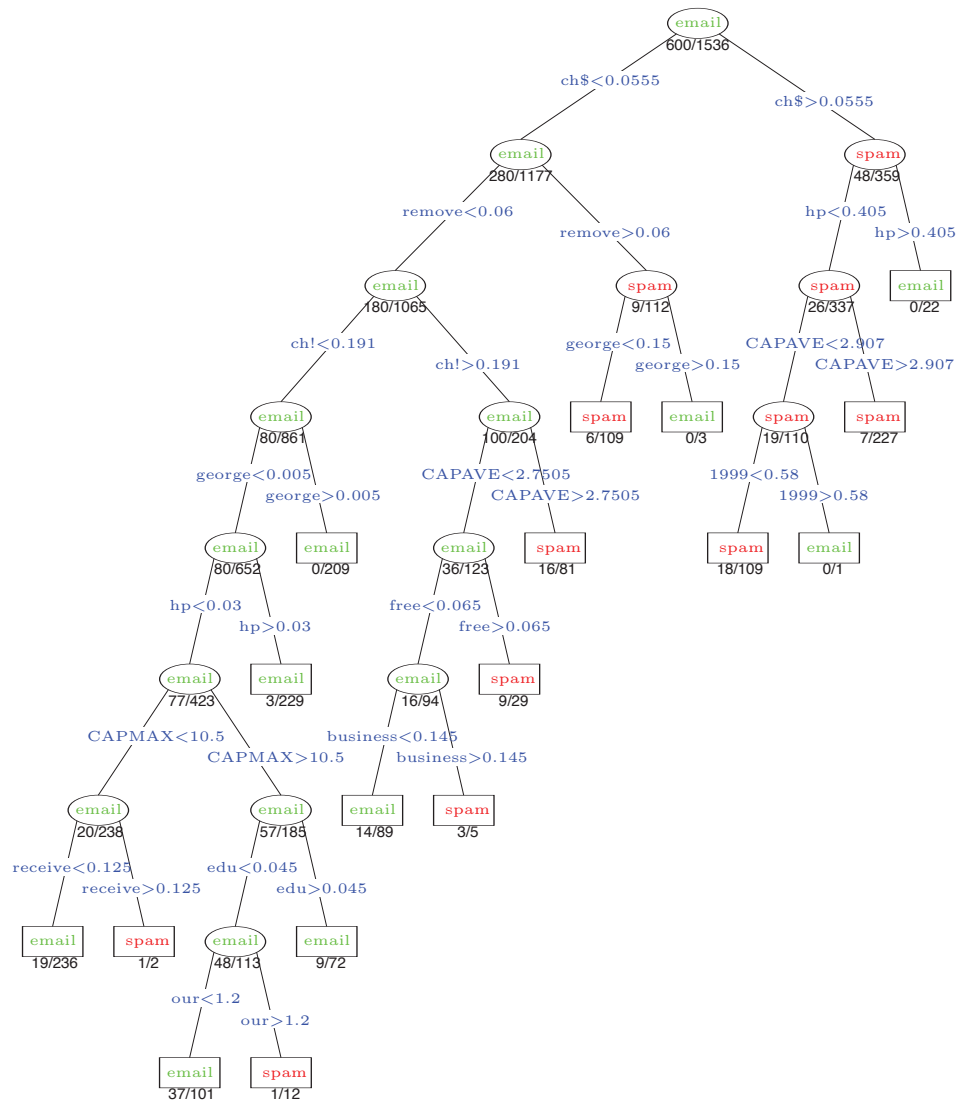 email
600/1536
ch$<0.0555
ch$>0.0555
email
280/1177
spam
48/359
remove<0.06
hp<0.405
remove>0.06
hp>0.405
email
180/1065
spam
9/112
spam
26/337
email
0/22
ch!<0.191
george<0.15
CAPAVE<2.907
ch!>0.191
george>0.15
CAPAVE>2.907
email
80/861
email
100/204
spam
6/109
email
0/3
spam
19/110
spam
7/227
george<0.005
CAPAVE<2.7505
1999<0.58
george>0.005
CAPAVE>2.7505
1999>0.58
email
80/652
email
0/209
email
36/123
spam
16/81
spam
18/109
email
0/1
hp<0.03
free<0.065
hp>0.03
free>0.065
email
77/423
email
3/229
email
16/94
spam
9/29
CAPMAX<10.5
business<0.145
CAPMAX>10.5
business>0.145
email
20/238
email
57/185
email
14/89
spam
3/5
receive<0.125
edu<0.045
receive>0.125
edu>0.045
email
19/236
spam
1/2
email
48/113
email
9/72
our<1.2
our>1.2
email
37/101
spam
1/12